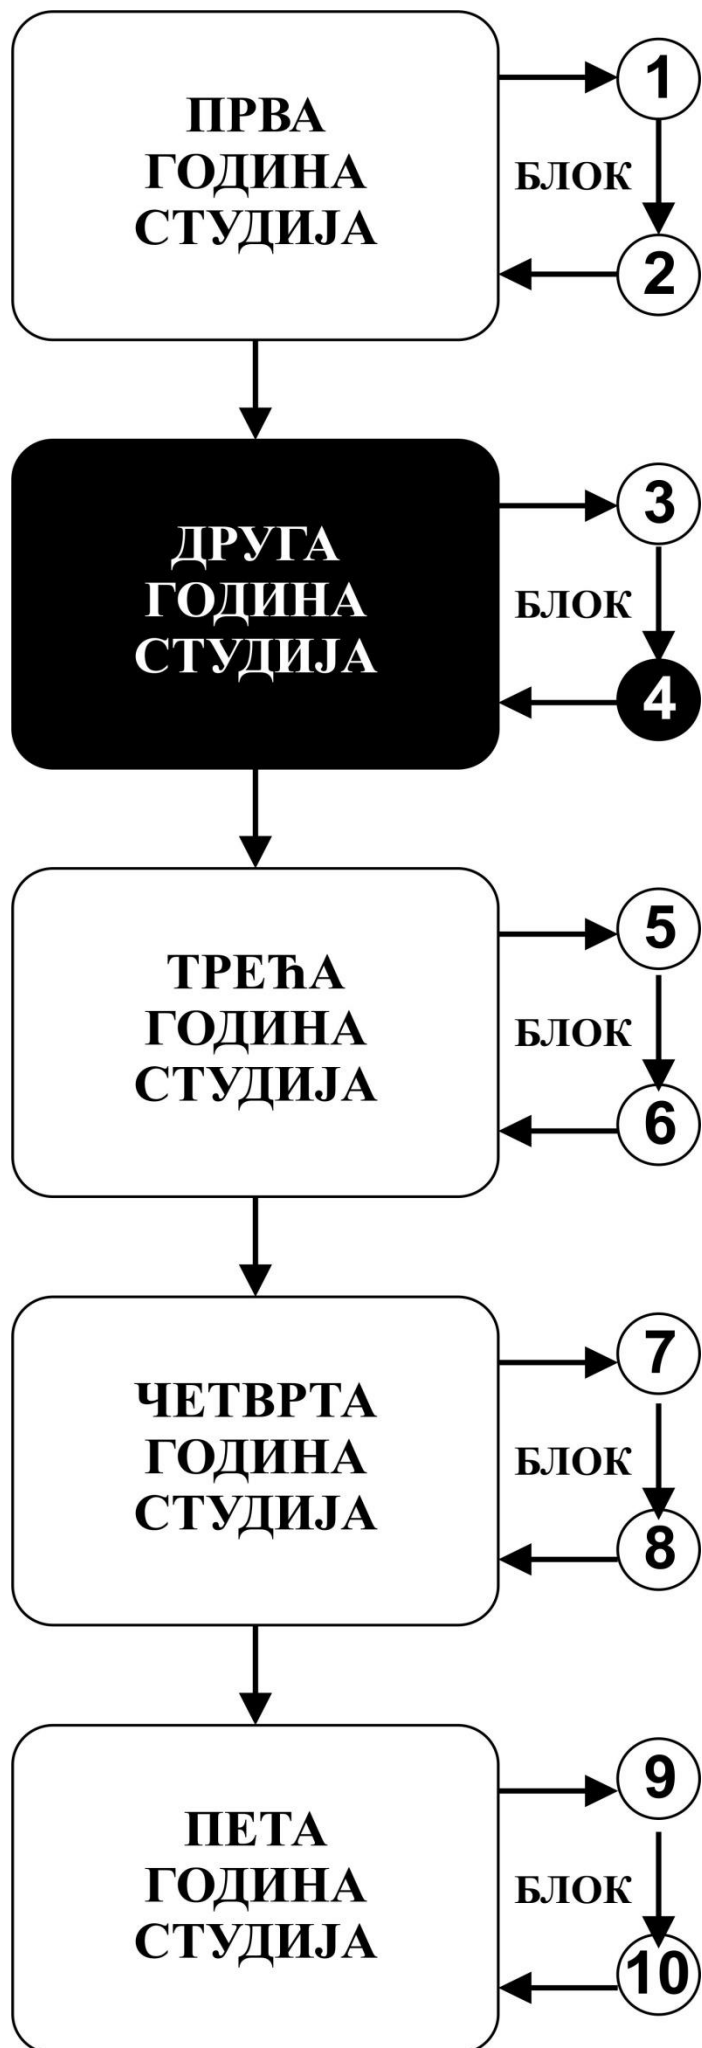 ПРВА
ГОДИНА
СТУДИЈА
1
БЛОК
2
ДРУГА
ГОДИНА
СТУДИЈА
3
БЛОК
4
ТРЕЋА
ГОДИНА
СТУДИЈА
5
БЛОК
6
ЧЕТВРТА
ГОДИНА
СТУДИЈА
7
БЛОК
8
ПЕТА
ГОДИНА
СТУДИЈА
9
БЛОК
10